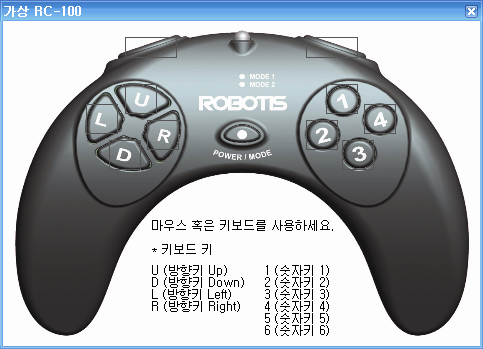 가상 RC-100
MODE 1
MODE 2
ROBOTIS
U
L
R
D
1
2
4
3
POWER / MODE
마우스 혹은 키보드를 사용하세요.
* 키보드 키
U (방향키 Up) 1 (숫자키 1)
D (방향키 Down) 2 (숫자키 2)
L (방향키 Left) 3 (숫자키 3)
R (방향키 Right) 4 (숫자키 4)
5 (숫자키 5)
6 (숫자키 6)